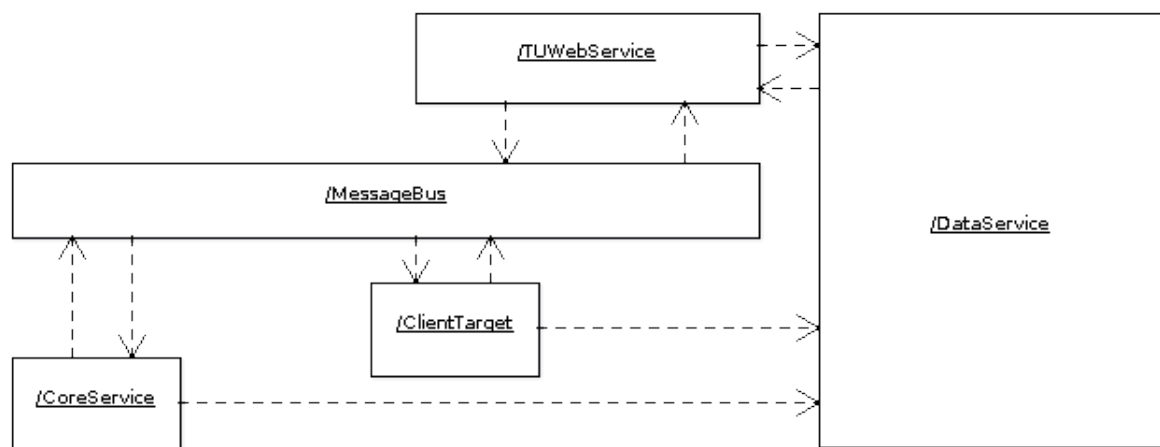 /TUWebService
/MessageBus
/DataService
/ClientTarget
/CoreService